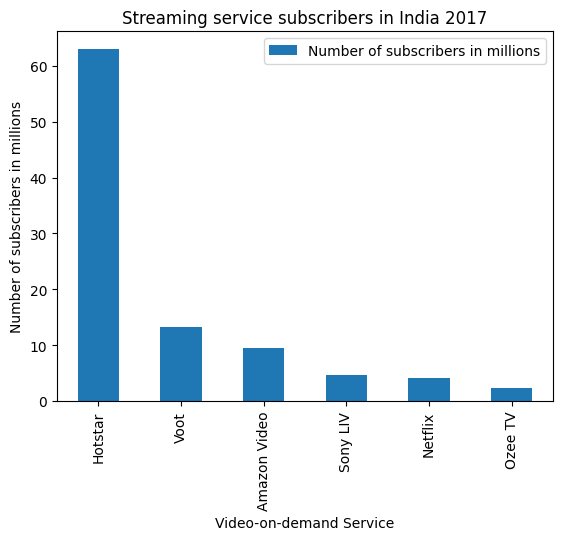 Streaming service subscribers in India 2017
Number of subscribers in millions
Number of subscribers in millions
60
50
40
30
20
10
0
Hotstar
Voot
Amazon Video
Sony LIV
Netflix
Ozee TV
Video-on-demand Service